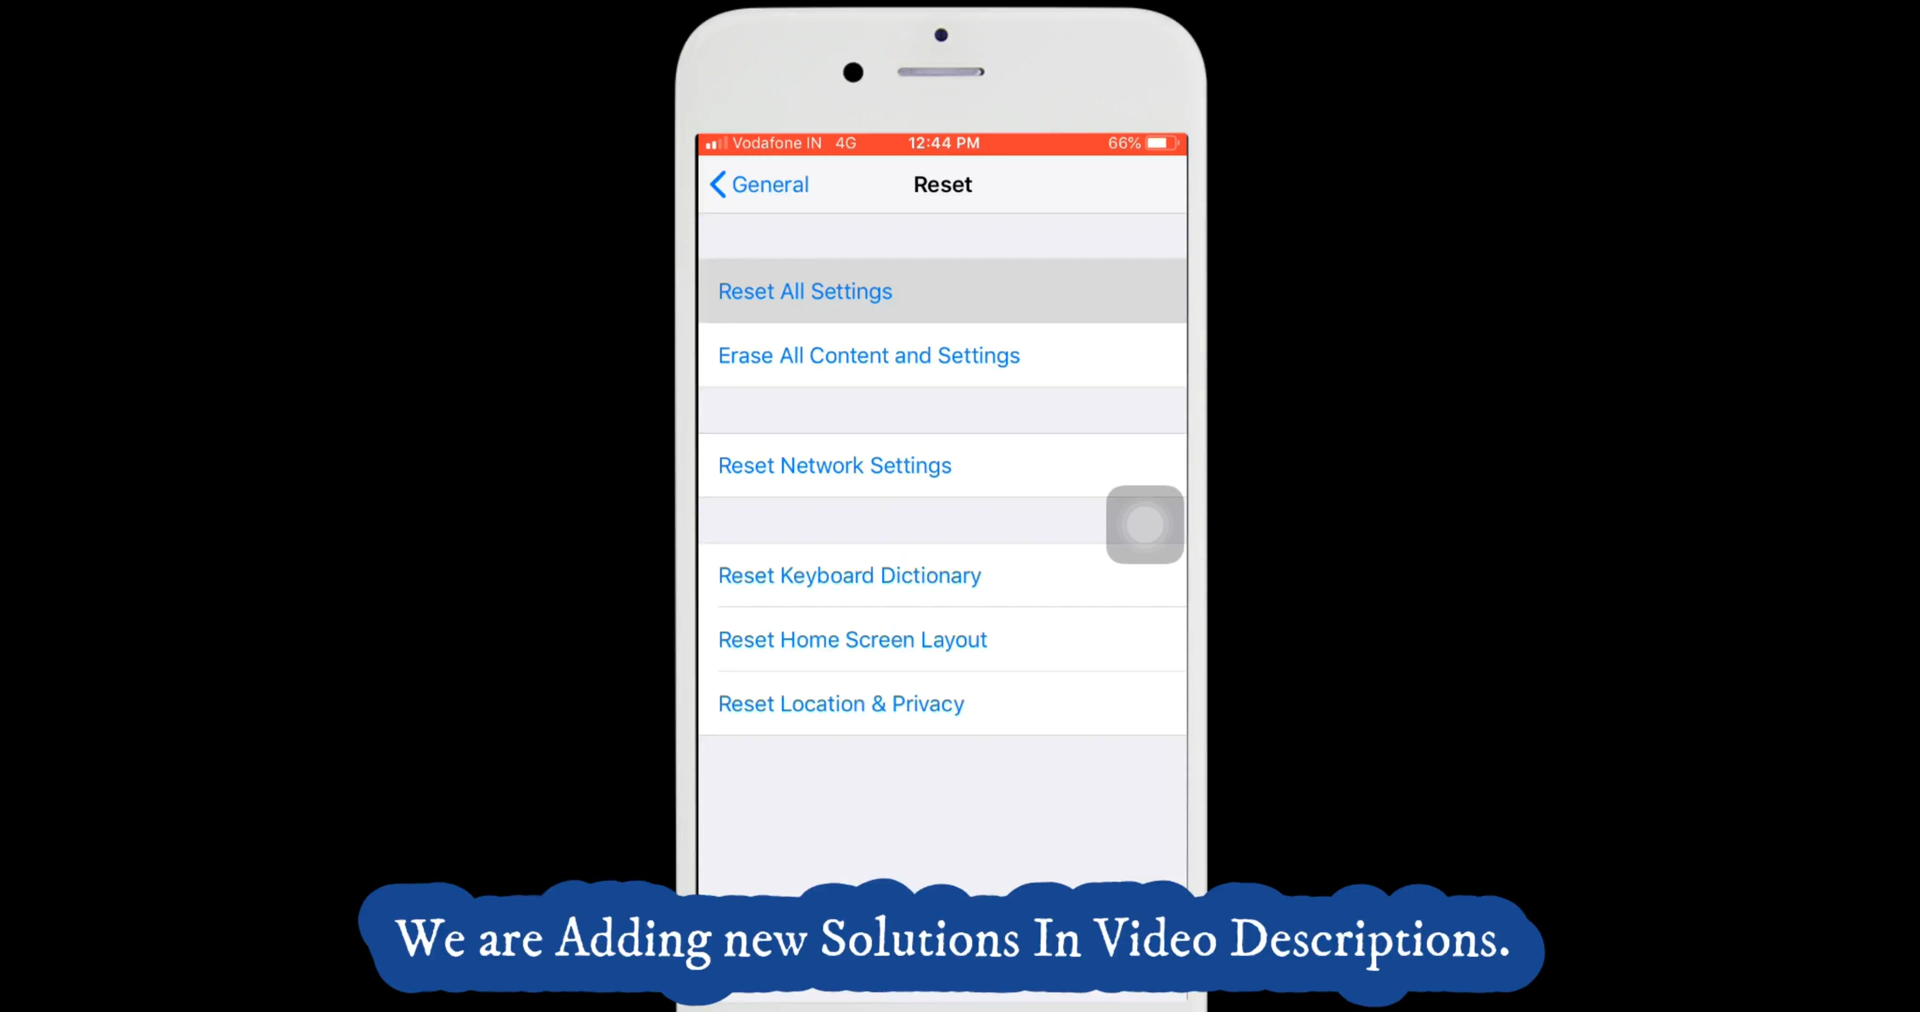 Vodafone IN 4G 12:44 PM 66%
General Reset
Reset All Settings
Erase All Content and Settings
Reset Network Settings
Reset Keyboard Dictionary
Reset Home Screen Layout
Reset Location & Privacy
We are Adding new Solutions In Video Descriptions.